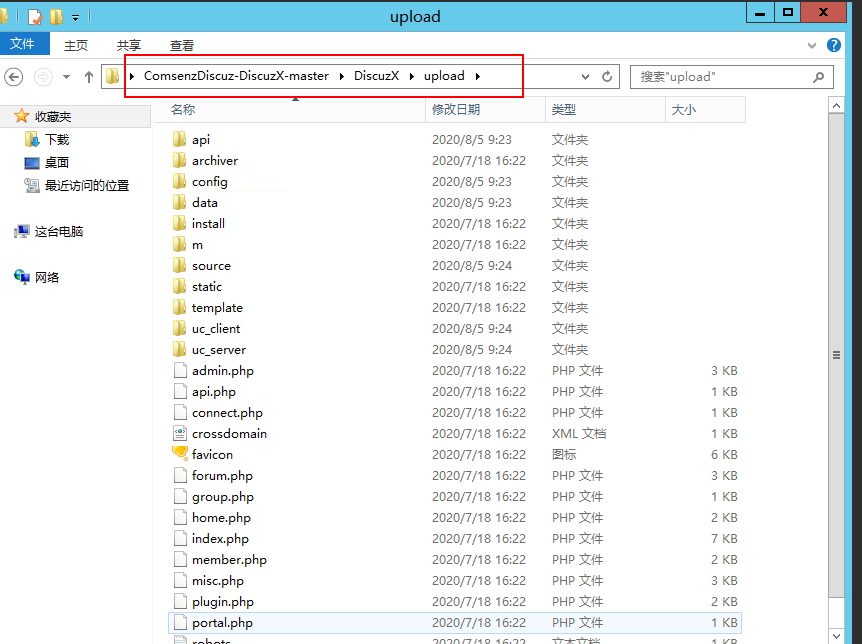 upload
文件 主页 共享 查看
ComsenzDiscuz-DiscuzX-master DiscuzX upload 搜索"upload"
收藏夹
下载
桌面
最近访问的位置
这台电脑
网络
名称 修改日期 类型 大小
api 2020/8/5 9:23 文件夹
archiver 2020/7/18 16:22 文件夹
config 2020/8/5 9:23 文件夹
data 2020/8/5 9:23 文件夹
install 2020/7/18 16:22 文件夹
m 2020/7/18 16:22 文件夹
source 2020/8/5 9:24 文件夹
static 2020/7/18 16:22 文件夹
template 2020/7/18 16:22 文件夹
uc_client 2020/8/5 9:24 文件夹
uc_server 2020/8/5 9:24 文件夹
admin.php 2020/7/18 16:22 PHP 文件 3 KB
api.php 2020/7/18 16:22 PHP 文件 1 KB
connect.php 2020/7/18 16:22 PHP 文件 1 KB
crossdomain 2020/7/18 16:22 XML 文档 1 KB
favicon 2020/7/18 16:22 图标 6 KB
forum.php 2020/7/18 16:22 PHP 文件 3 KB
group.php 2020/7/18 16:22 PHP 文件 1 KB
home.php 2020/7/18 16:22 PHP 文件 2 KB
index.php 2020/7/18 16:22 PHP 文件 7 KB
member.php 2020/7/18 16:22 PHP 文件 2 KB
misc.php 2020/7/18 16:22 PHP 文件 3 KB
plugin.php 2020/7/18 16:22 PHP 文件 2 KB
portal.php 2020/7/18 16:22 PHP 文件 1 KB
robots 2020/7/18 16:22 文本文档 1 KB